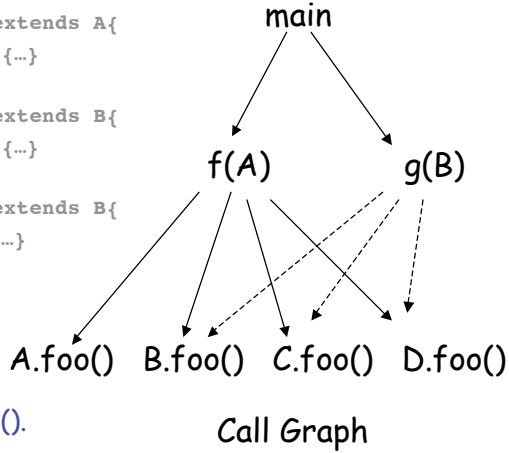 extends A{
{…}
extends B{
{…}
extends B{
…}
main
f(A) g(B)
A.foo() B.foo() C.foo() D.foo()
().
Call Graph